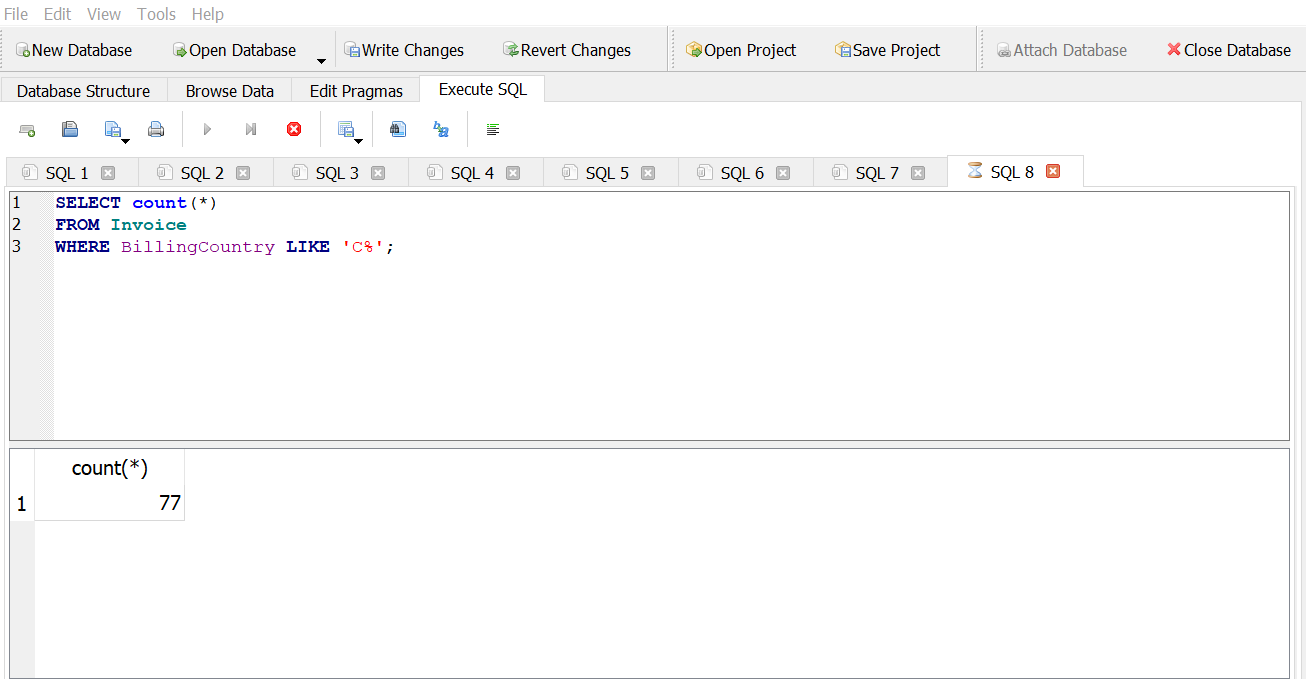 File Edit View Tools Help
New Database Open Database Write Changes Revert Changes Open Project Save Project Attach Database Close Database
Database Structure Browse Data Edit Pragmas Execute SQL
SQL 1 SQL 2 SQL 3 SQL 4 SQL 5 SQL 6 SQL 7 SQL 8
1 SELECT count(*)
2 FROM Invoice
3 WHERE BillingCountry LIKE 'C%';
count(*)
1 77